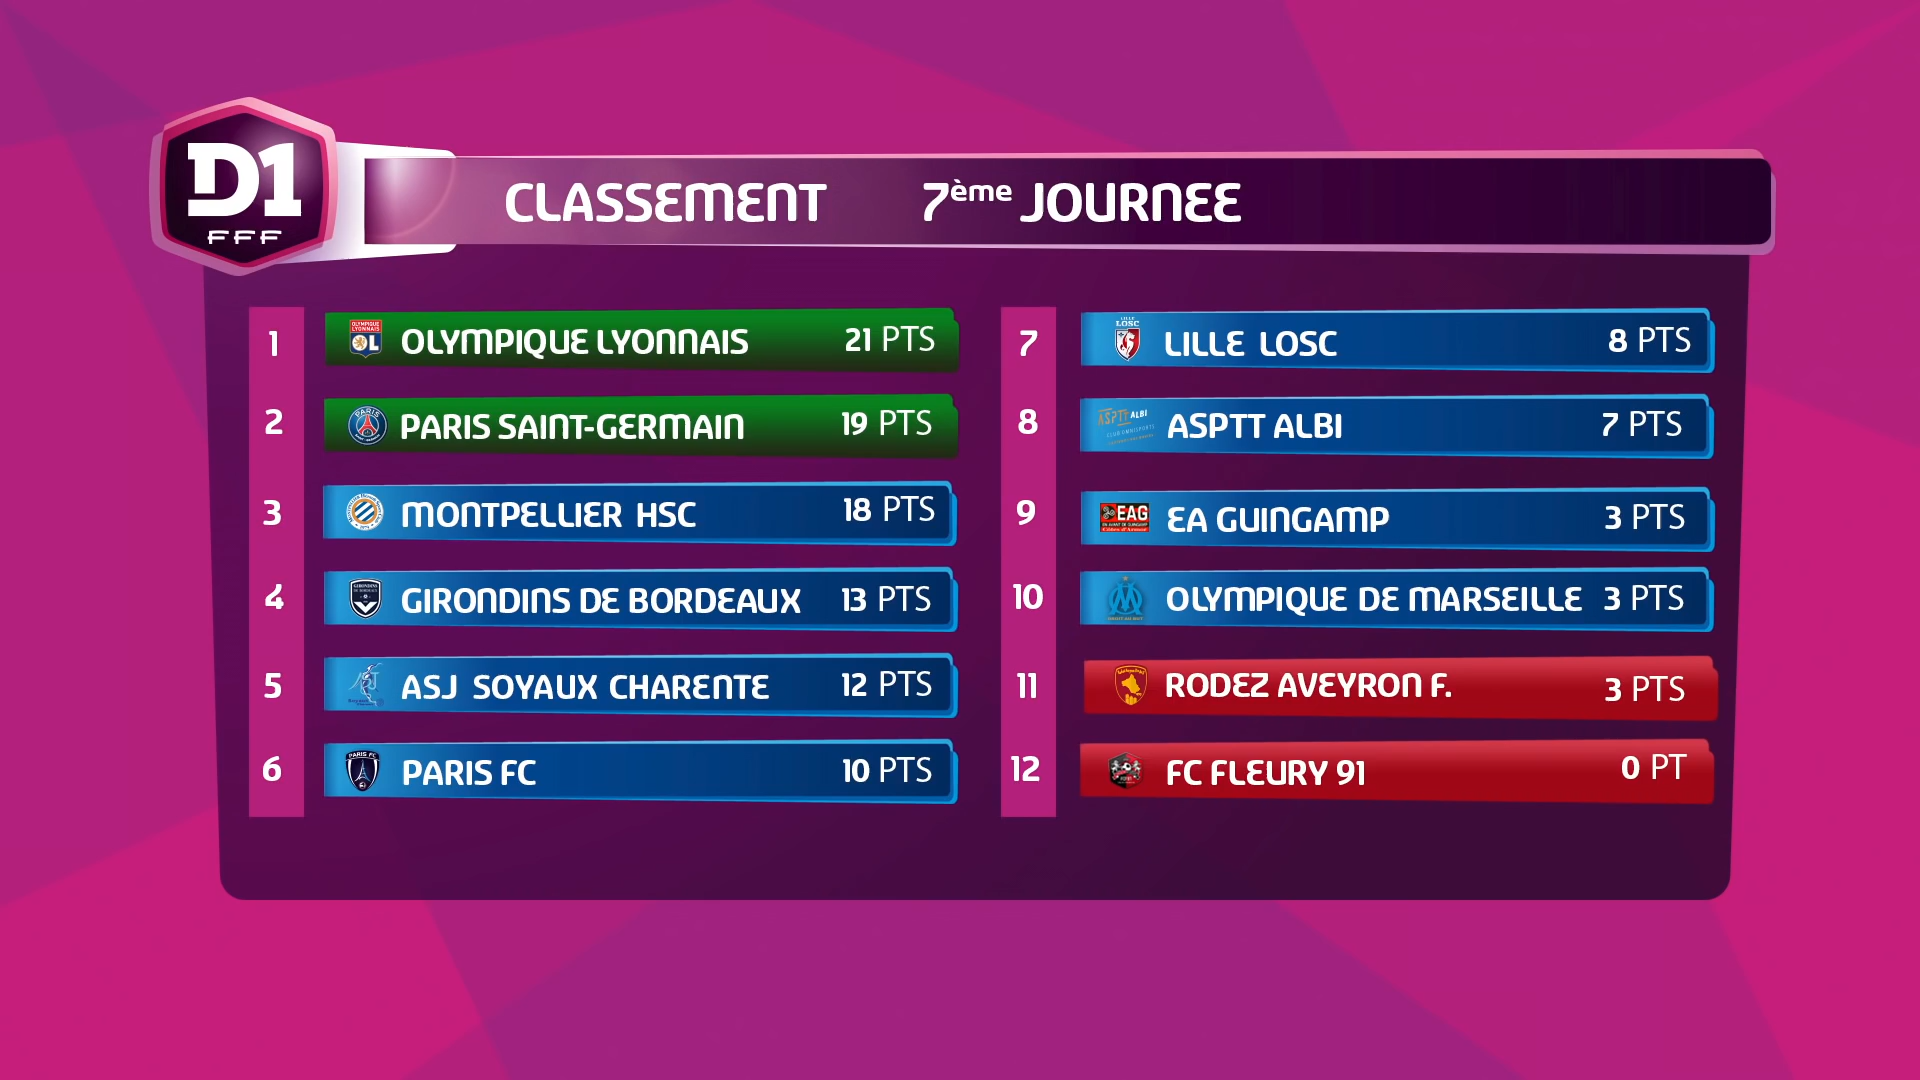 D1
FFF
CLASSEMENT 7ème JOURNEE
1 OLYMPIQUE LYONNAIS 21 PTS
2 PARIS SAINT-GERMAIN 19 PTS
3 MONTPELLIER HSC 18 PTS
4 GIRONDINS DE BORDEAUX 13 PTS
5 ASJ SOYAUX CHARENTE 12 PTS
6 PARIS FC 10 PTS
7 LILLE LOSC 8 PTS
8 ASPTT ALBI 7 PTS
9 EAG EA GUINGAMP 3 PTS
10 OLYMPIQUE DE MARSEILLE 3 PTS
11 RODEZ AVEYRON F. 3 PTS
12 FC FLEURY 91 0 PT